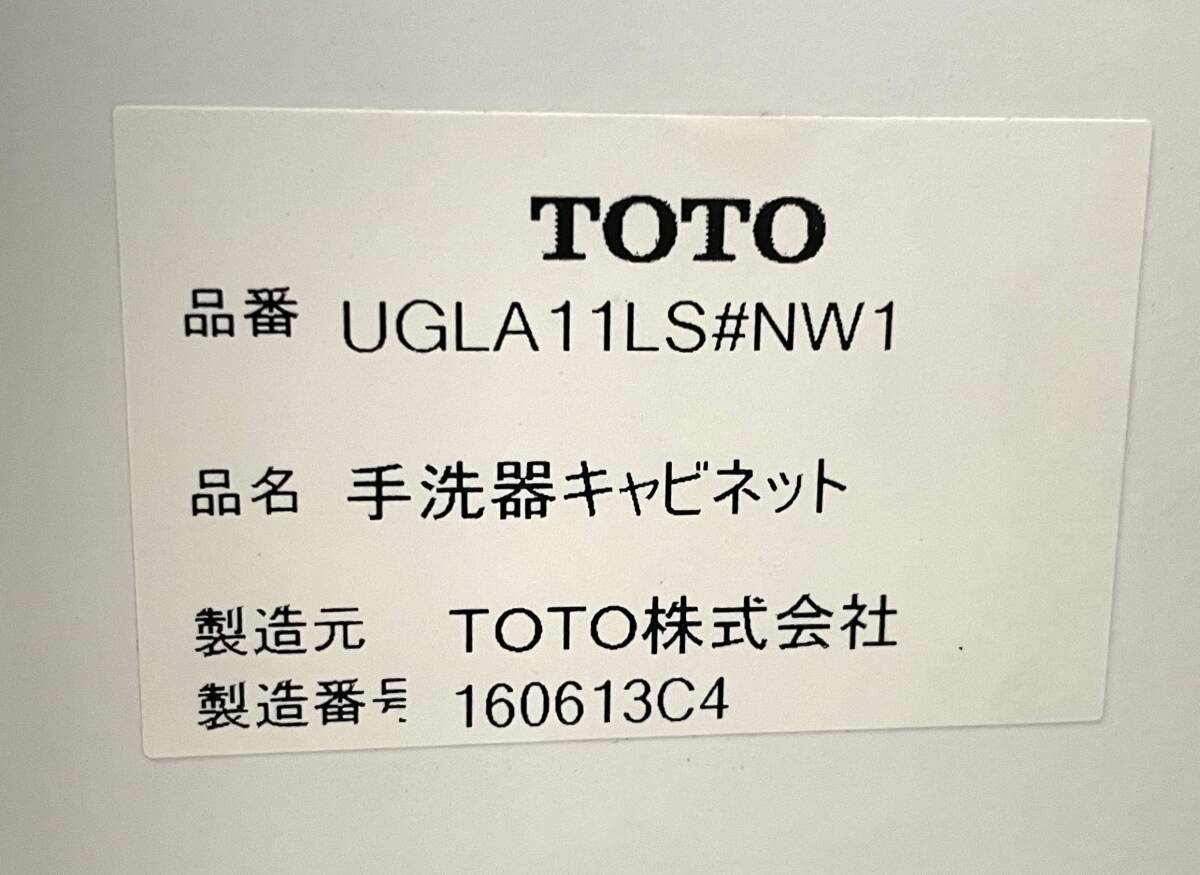 TOTO
品番 UGLA11LS#NW1
品名 手洗器キャビネット
製造元 TOTO株式会社
製造番号 160613C4